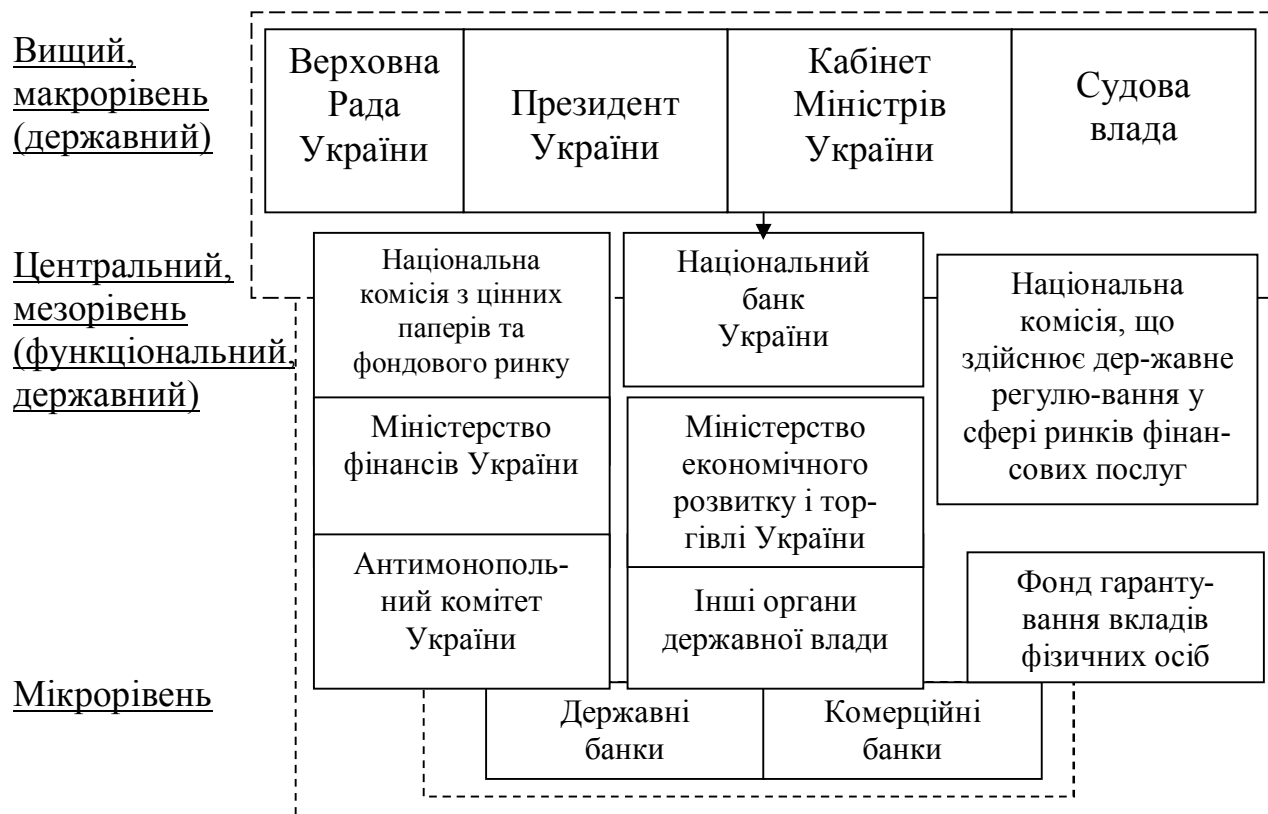 Вищий,
макрорівень
(державний)
Верховна
Рада
України
Президент
України
Кабінет
Міністрів
України
Судова
влада
Центральний,
мезорівень
(функціональний,
державний)
Національна
комісія з цінних
паперів та
фондового ринку
Національний
банк
України
Національна
комісія, що
здійснює дер-жавне
регулю-вання у
сфері ринків фінан-
сових послуг
Міністерство
фінансів України
Міністерство
економічного
розвитку і тор-
гівлі України
Антимонополь-
ний комітет
України
Інші органи
державної влади
Фонд гаранту-
вання вкладів
фізичних осіб
Мікрорівень
Державні
банки
Комерційні
банки